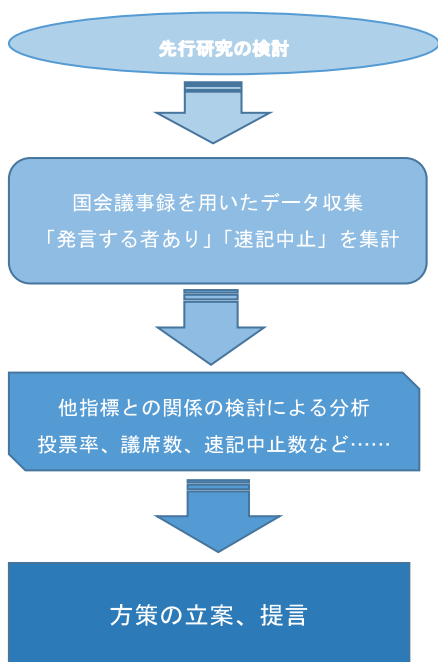 先行研究の検討
国会議事録を用いたデータ収集
「発言する者あり」「速記中止」を集計
他指標との関係の検討による分析
投票率、議席数、速記中止数など……
方策の立案、提言